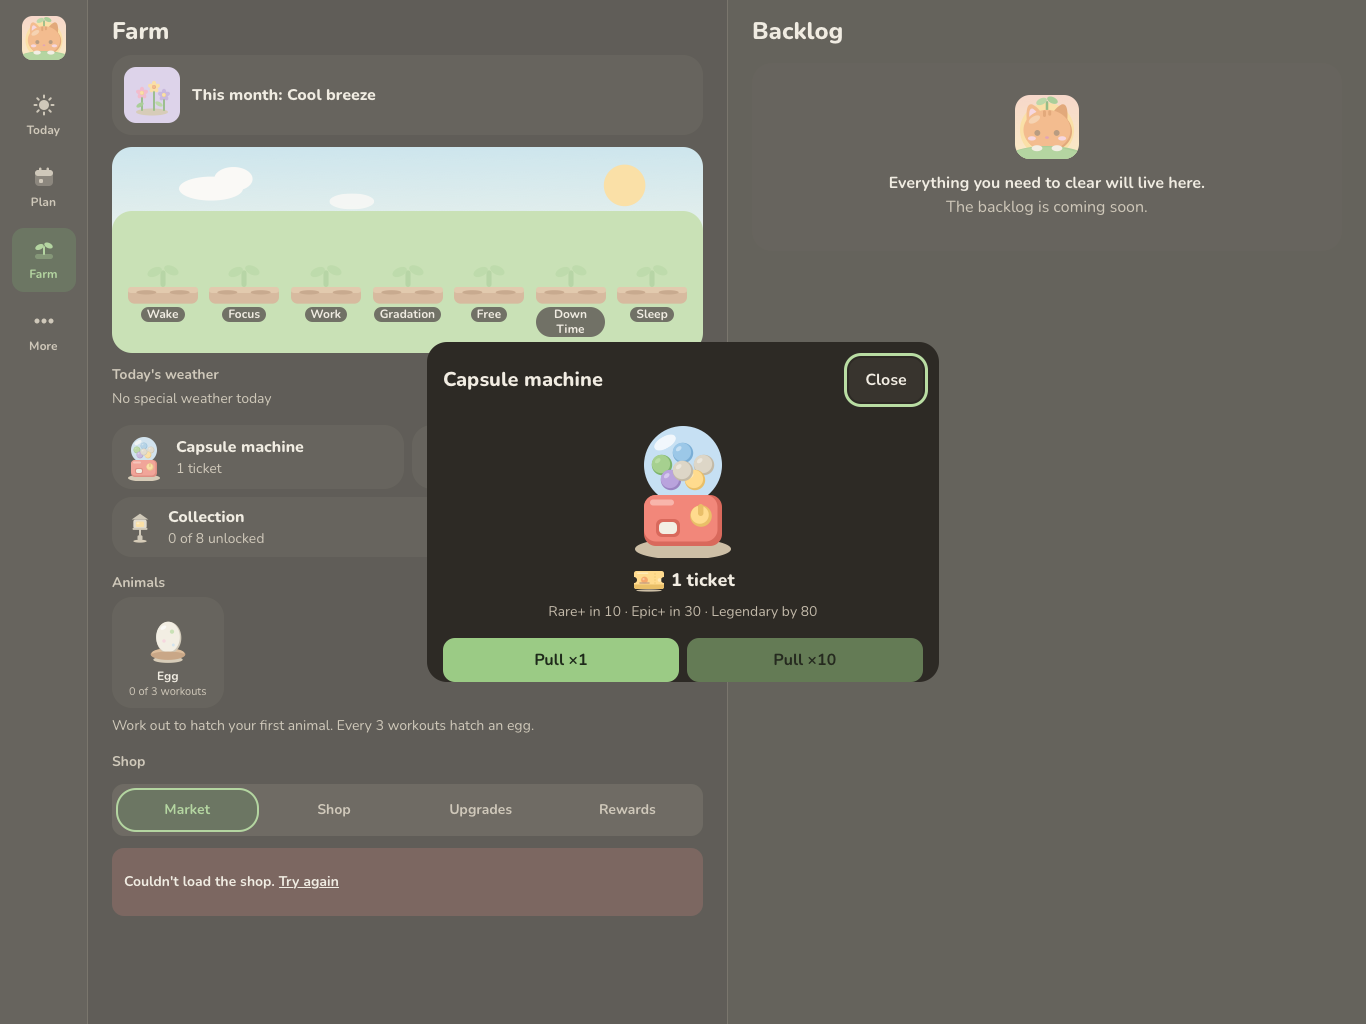 Farm
Backlog
This month: Cool breeze
Today
Plan
Farm
More
Everything you need to clear will live here.
The backlog is coming soon.
Wake
Focus
Work
Gradation
Free
Down
Time
Sleep
Today's weather
No special weather today
Capsule machine
1 ticket
Collection
0 of 8 unlocked
Animals
Egg
0 of 3 workouts
Work out to hatch your first animal. Every 3 workouts hatch an egg.
Shop
Market
Shop
Upgrades
Rewards
Couldn't load the shop. Try again
Capsule machine
Close
1 ticket
Rare+ in 10 · Epic+ in 30 · Legendary by 80
Pull ×1
Pull ×10